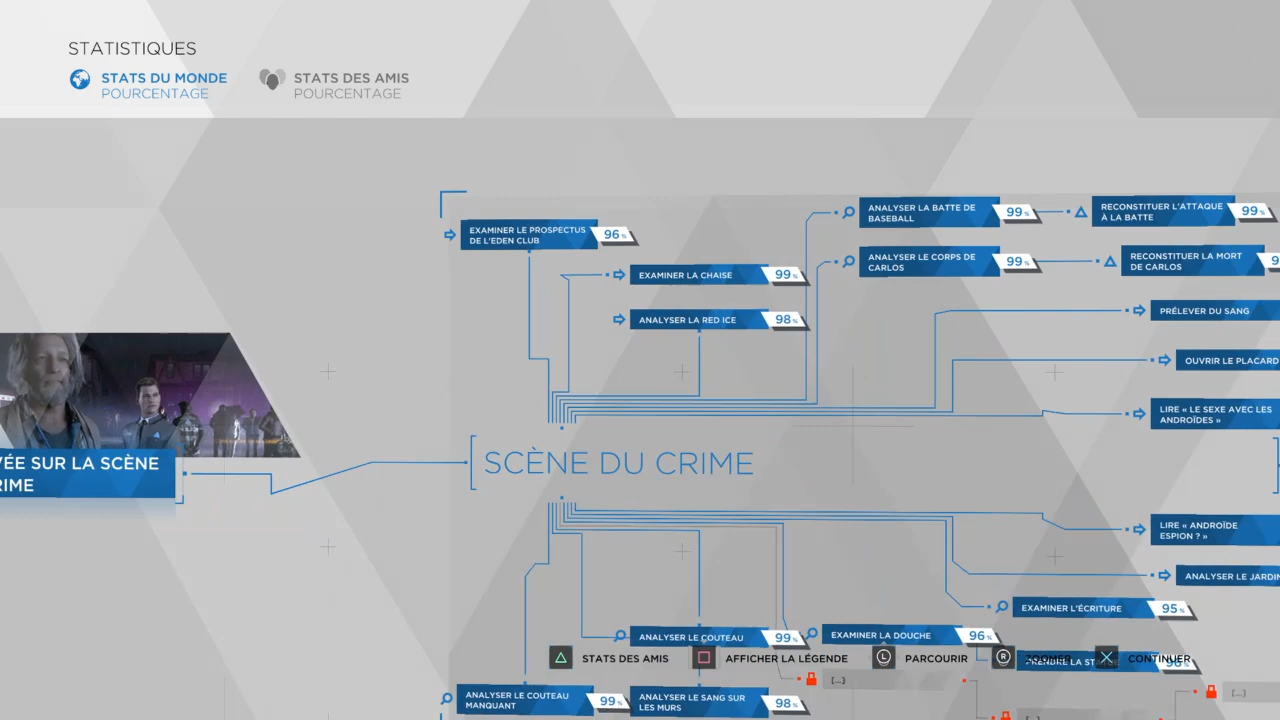 STATISTIQUES
STATS DU MONDE
POURCENTAGE
STATS DES AMIS
POURCENTAGE
EXAMINER LE PROSPECTUS
DE L'EDEN CLUB
96%
EXAMINER LA CHAISE
99%
ANALYSER LA RED ICE
98%
ANALYSER LA BATTE DE
BASEBALL
99%
RECONSTITUER L'ATTAQUE
À LA BATTE
99%
ANALYSER LE CORPS DE
CARLOS
99%
RECONSTITUER LA MORT
DE CARLOS
9
PRÉLEVER DU SANG
OUVRIR LE PLACARD
LIRE « LE SEXE AVEC LES
ANDROÏDES »
VÉE SUR LA SCÈNE
RIME
SCÈNE DU CRIME
LIRE « ANDROÏDE
ESPION ? »
ANALYSER LE JARDIN
EXAMINER L'ÉCRITURE
95%
ANALYSER LE COUTEAU
99%
EXAMINER LA DOUCHE
96%
PRENDRE LA
STATS DES AMIS
AFFICHER LA LÉGENDE
L
PARCOURIR
R
ZOOMER
CONTINUER
[...]
[...]
[...]
ANALYSER LE COUTEAU
MANQUANT
99%
ANALYSER LE SANG SUR
LES MURS
98%